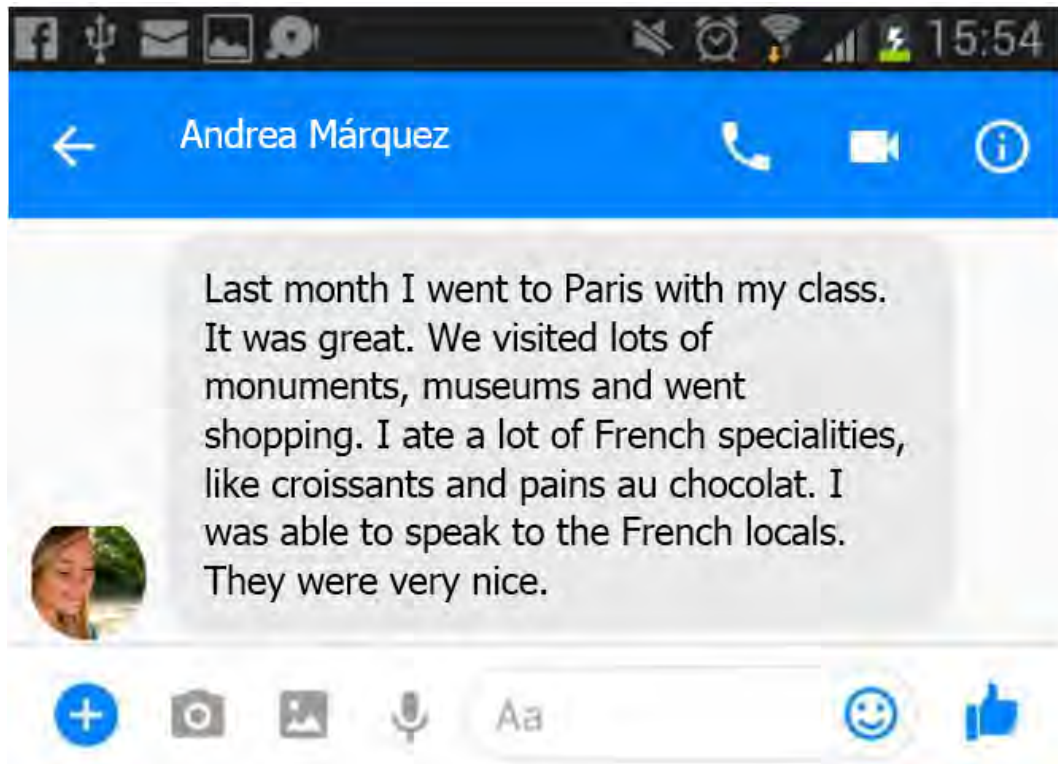 15:54
Andrea Márquez
Last month I went to Paris with my class.
It was great. We visited lots of
monuments, museums and went
shopping. I ate a lot of French specialities,
like croissants and pains au chocolat. I
was able to speak to the French locals.
They were very nice.
Aa